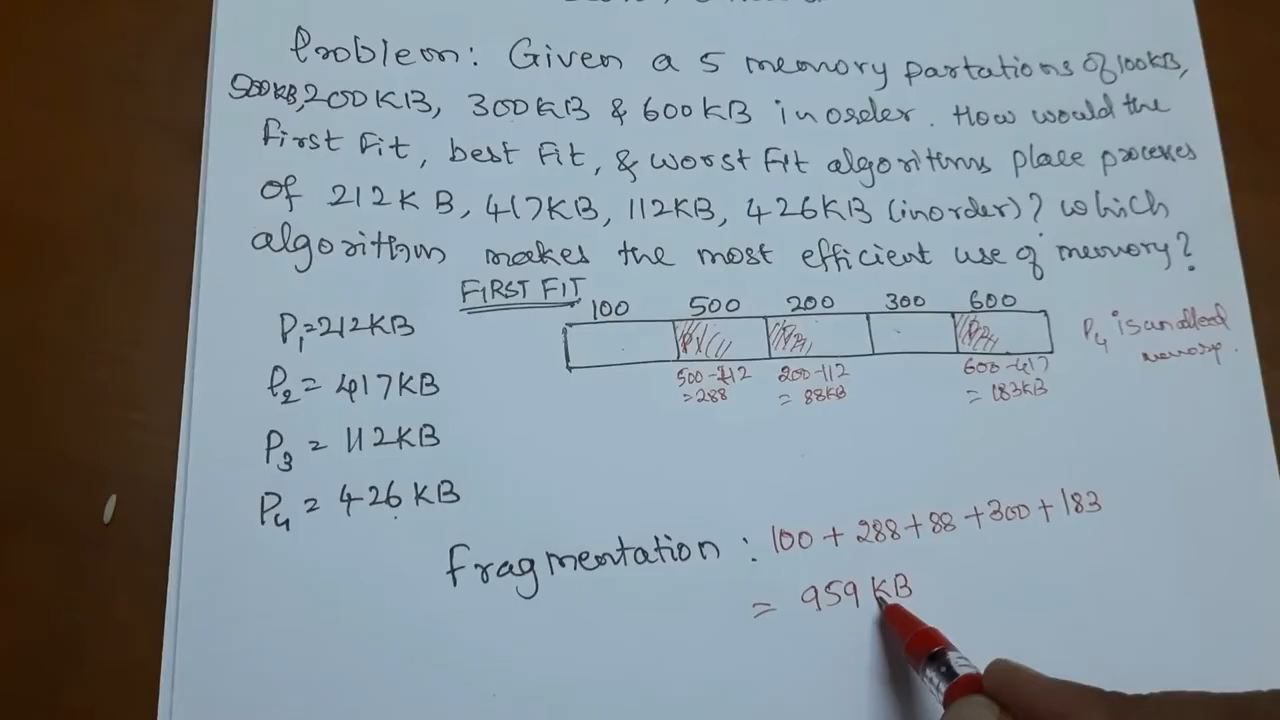 Problem: Given a 5 memory partations of 100KB,
500KB, 200KB, 300KB & 600KB in order. How would the
First Fit, best Fit, & worst Fit algorithms place processes
of 212KB, 417KB, 112KB, 426KB (in order)? which
algorithm makes the most efficient use of memory?
FIRST FIT
100 500 200 300 600
P1=212KB
P2 = 417KB
P3 = 112KB
P4 = 426KB
P1
500-212
=288
200-112
= 88KB
600-417
= 183KB
P4 is
Fragmentation : 100 + 288 + 88 + 300 + 183
= 959 KB